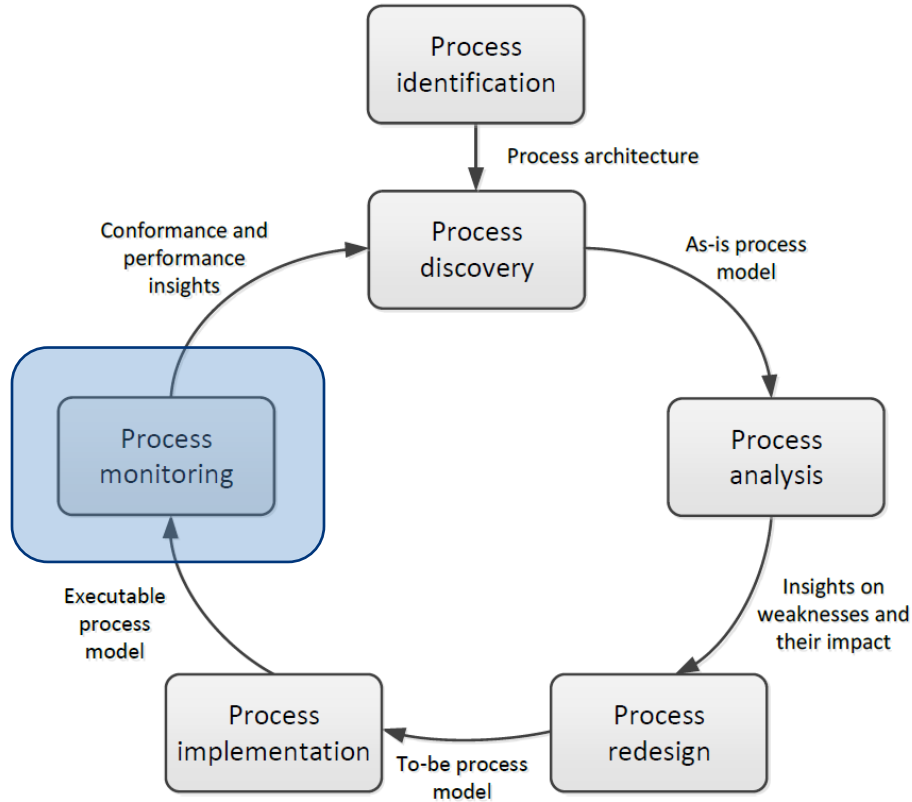 Process
identification
Process architecture
Process
discovery
As-is process
model
Process
analysis
Insights on
weaknesses and
their impact
Process
redesign
To-be process
model
Process
implementation
Executable
process
model
Process
monitoring
Conformance and
performance
insights